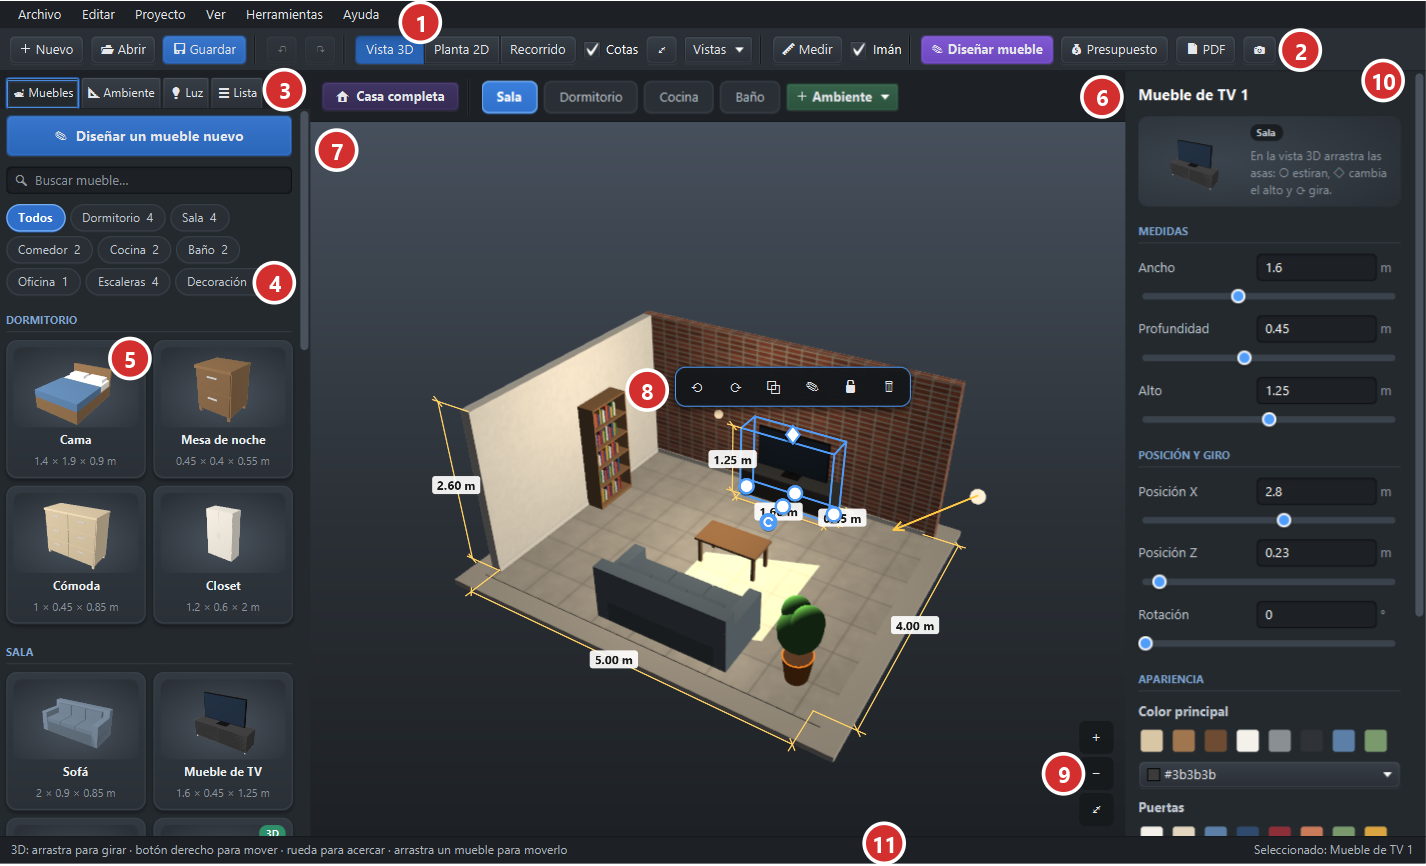 Archivo Editar Proyecto Ver Herramientas Ayuda
1
+ Nuevo Abrir Guardar Vista 3D Planta 2D Recorrido Cotas Vistas Medir Imán Diseñar mueble Presupuesto PDF
2
Muebles Ambiente Luz Lista
3
Diseñar un mueble nuevo
Buscar mueble...
Todos Dormitorio 4 Sala 4
Comedor 2 Cocina 2 Baño 2
Oficina 1 Escaleras 4 Decoración
4
DORMITORIO
5
Cama
1.4 × 1.9 × 0.9 m
Mesa de noche
0.45 × 0.4 × 0.55 m
Cómoda
1 × 0.45 × 0.85 m
Closet
1.2 × 0.6 × 2 m
SALA
Sofá
2 × 0.9 × 0.85 m
Mueble de TV
1.6 × 0.45 × 1.25 m
3D
Casa completa Sala Dormitorio Cocina Baño + Ambiente
6
7
8
2.60 m
1.25 m
5.00 m
4.00 m
+
9
−
10
Mueble de TV 1
Sala
En la vista 3D arrastra las
asas: O estiran, ◇ cambia
el alto y ⟳ gira.
MEDIDAS
Ancho 1.6 m
Profundidad 0.45 m
Alto 1.25 m
POSICIÓN Y GIRO
Posición X 2.8 m
Posición Z 0.23 m
Rotación 0 °
APARIENCIA
Color principal
#3b3b3b
Puertas
3D: arrastra para girar · botón derecho para mover · rueda para acercar · arrastra un mueble para moverlo
11
Seleccionado: Mueble de TV 1